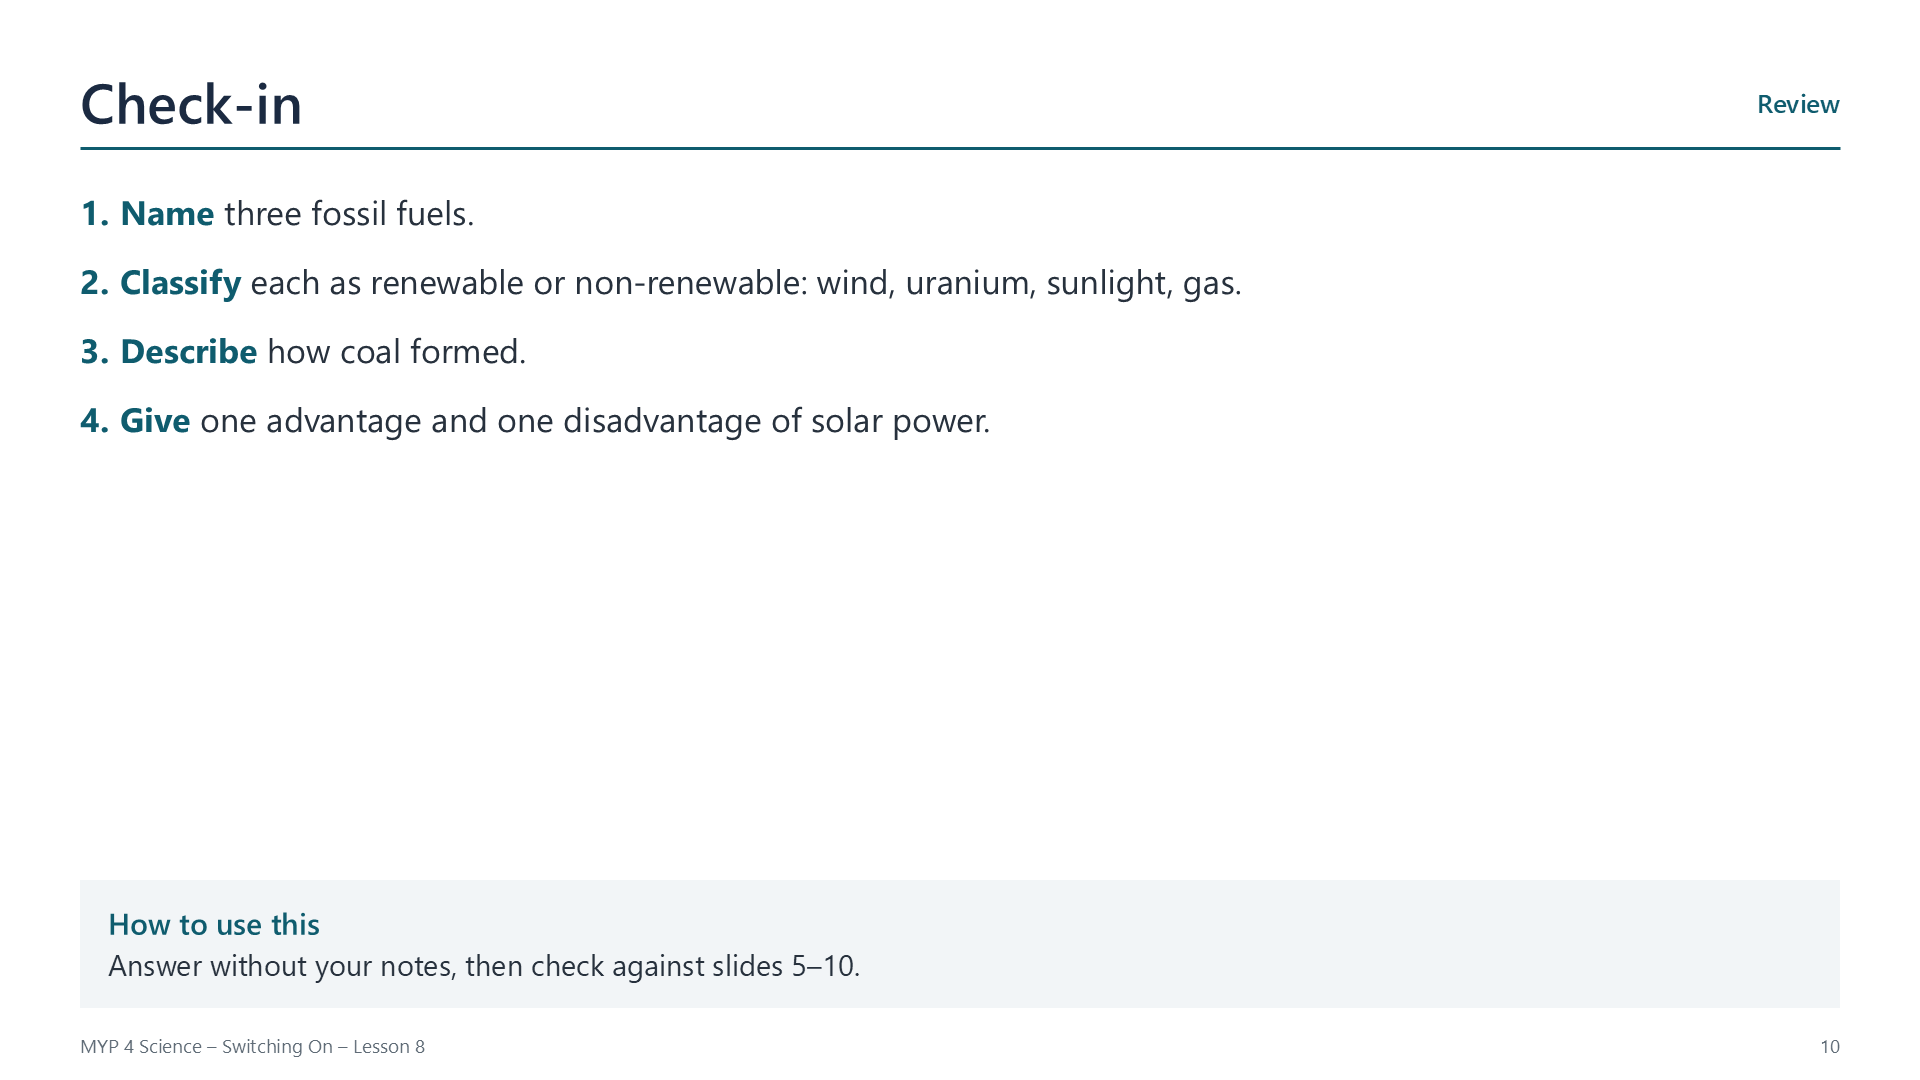 Check-in
Review
1. Name three fossil fuels.
2. Classify each as renewable or non-renewable: wind, uranium, sunlight, gas.
3. Describe how coal formed.
4. Give one advantage and one disadvantage of solar power.
How to use this
Answer without your notes, then check against slides 5–10.
MYP 4 Science – Switching On – Lesson 8
10